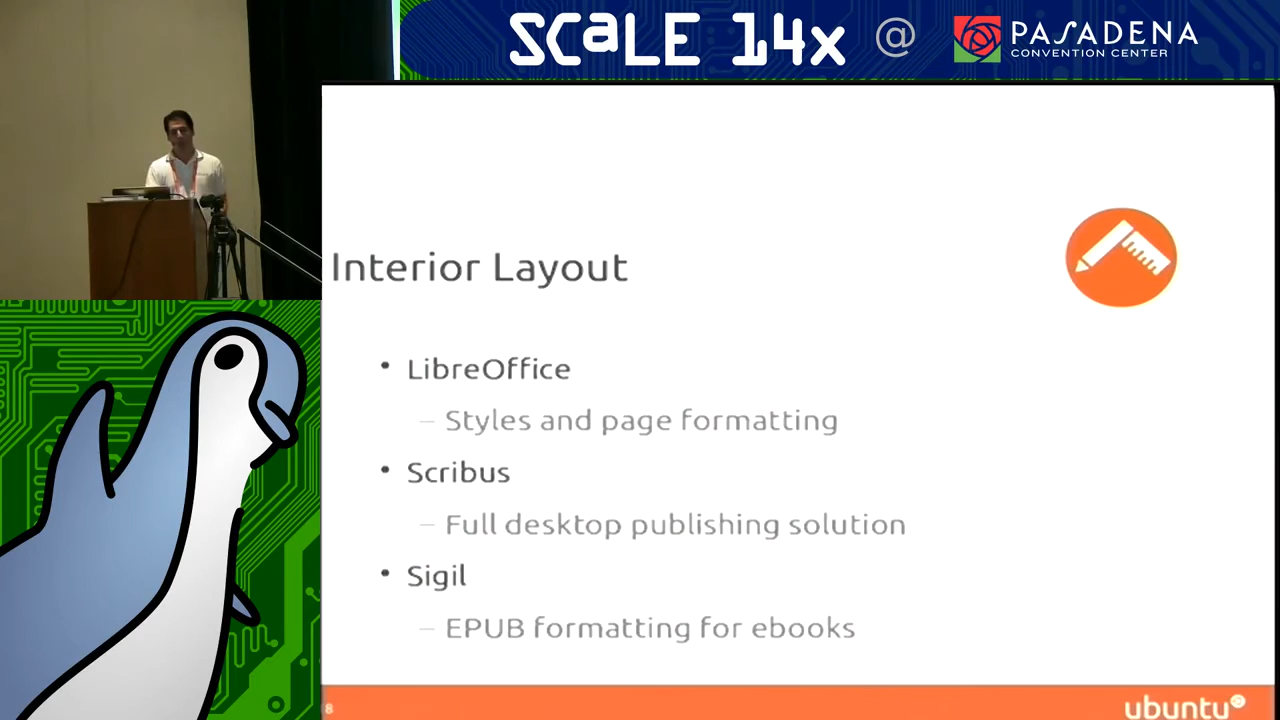 SCALE 14x @ PASADENA
CONVENTION CENTER
Interior Layout
• LibreOffice
– Styles and page formatting
• Scribus
– Full desktop publishing solution
• Sigil
– EPUB formatting for ebooks
8
ubuntu